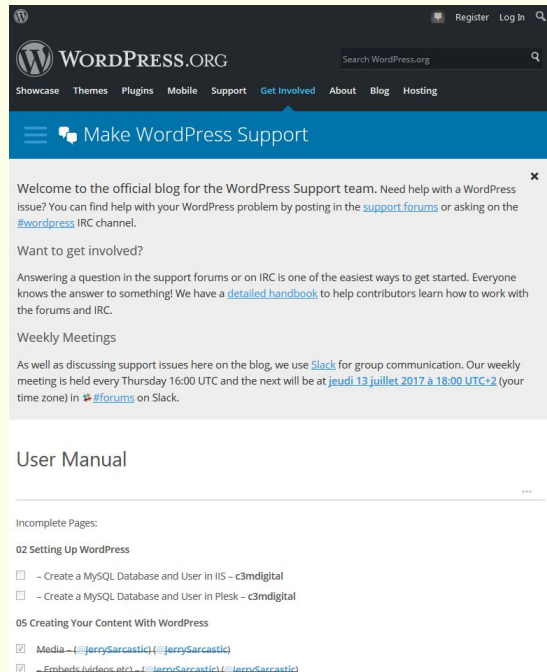 Register Log In
WORDPRESS.ORG
Search WordPress.org
Showcase Themes Plugins Mobile Support Get Involved About Blog Hosting
Make WordPress Support
Welcome to the official blog for the WordPress Support team. Need help with a WordPress
issue? You can find help with your WordPress problem by posting in the support forums or asking on the
#wordpress IRC channel.
Want to get involved?
Answering a question in the support forums or on IRC is one of the easiest ways to get started. Everyone
knows the answer to something! We have a detailed handbook to help contributors learn how to work with
the forums and IRC.
Weekly Meetings
As well as discussing support issues here on the blog, we use Slack for group communication. Our weekly
meeting is held every Thursday 16:00 UTC and the next will be at jeudi 13 juillet 2017 à 18:00 UTC+2 (your
time zone) in #forums on Slack.
User Manual
Incomplete Pages:
02 Setting Up WordPress
– Create a MySQL Database and User in IIS – c3mdigital
– Create a MySQL Database and User in Plesk – c3mdigital
05 Creating Your Content With WordPress
Media – (@JerrySarcastic) (@JerrySarcastic)
– Embeds (videos etc) – (@JerrySarcastic) (@JerrySarcastic)